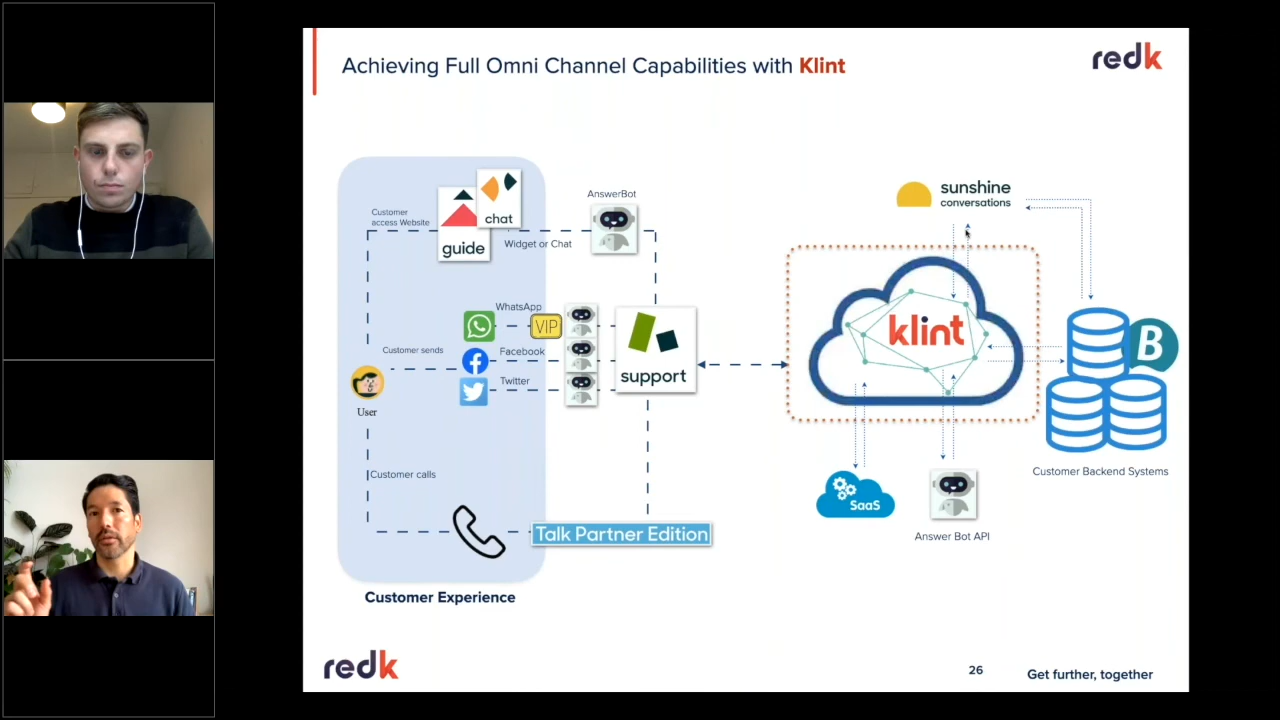 Achieving Full Omni Channel Capabilities with Klint
redk
Customer
access Website
chat
guide
Widget or Chat
AnswerBot
sunshine
conversations
WhatsApp
VIP
Customer sends
Facebook
Twitter
User
support
klint
B
Customer calls
SaaS
Customer Backend Systems
Talk Partner Edition
Answer Bot API
Customer Experience
redk
26
Get further, together